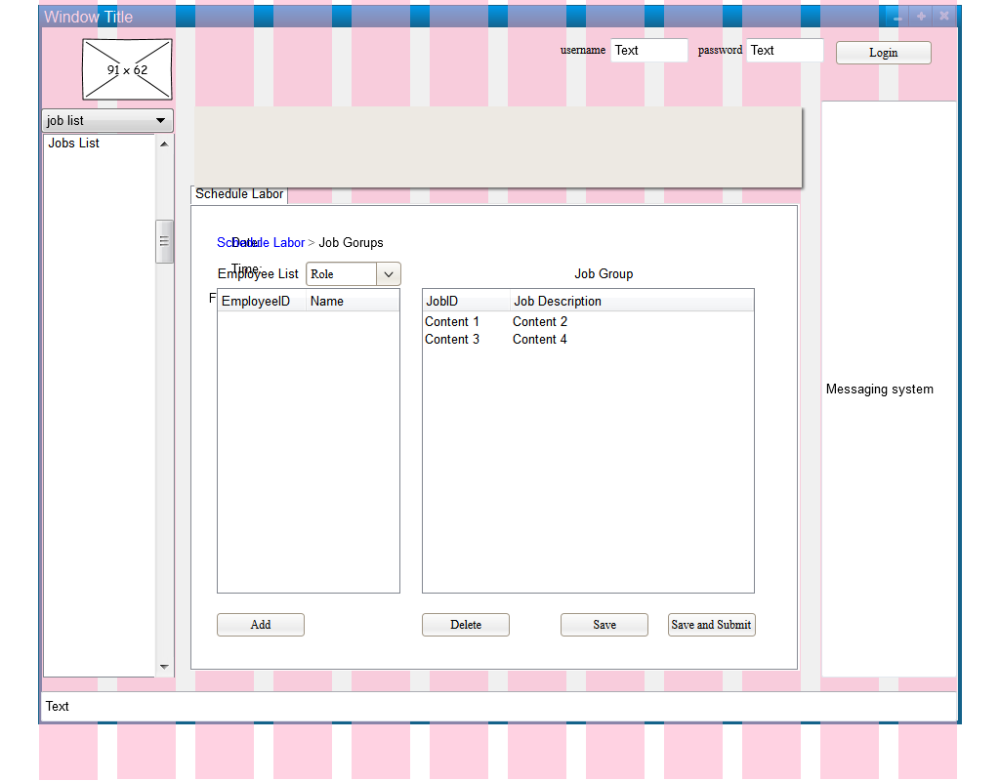 Window Title
91 x 62
username Text password Text Login
job list
Jobs List
Schedule Labor
Schedule Labor > Job Gorups
Date:
Time:
Employee List Role Job Group
F
EmployeeID Name JobID Job Description
Content 1 Content 2
Content 3 Content 4
Messaging system
Add Delete Save Save and Submit
Text